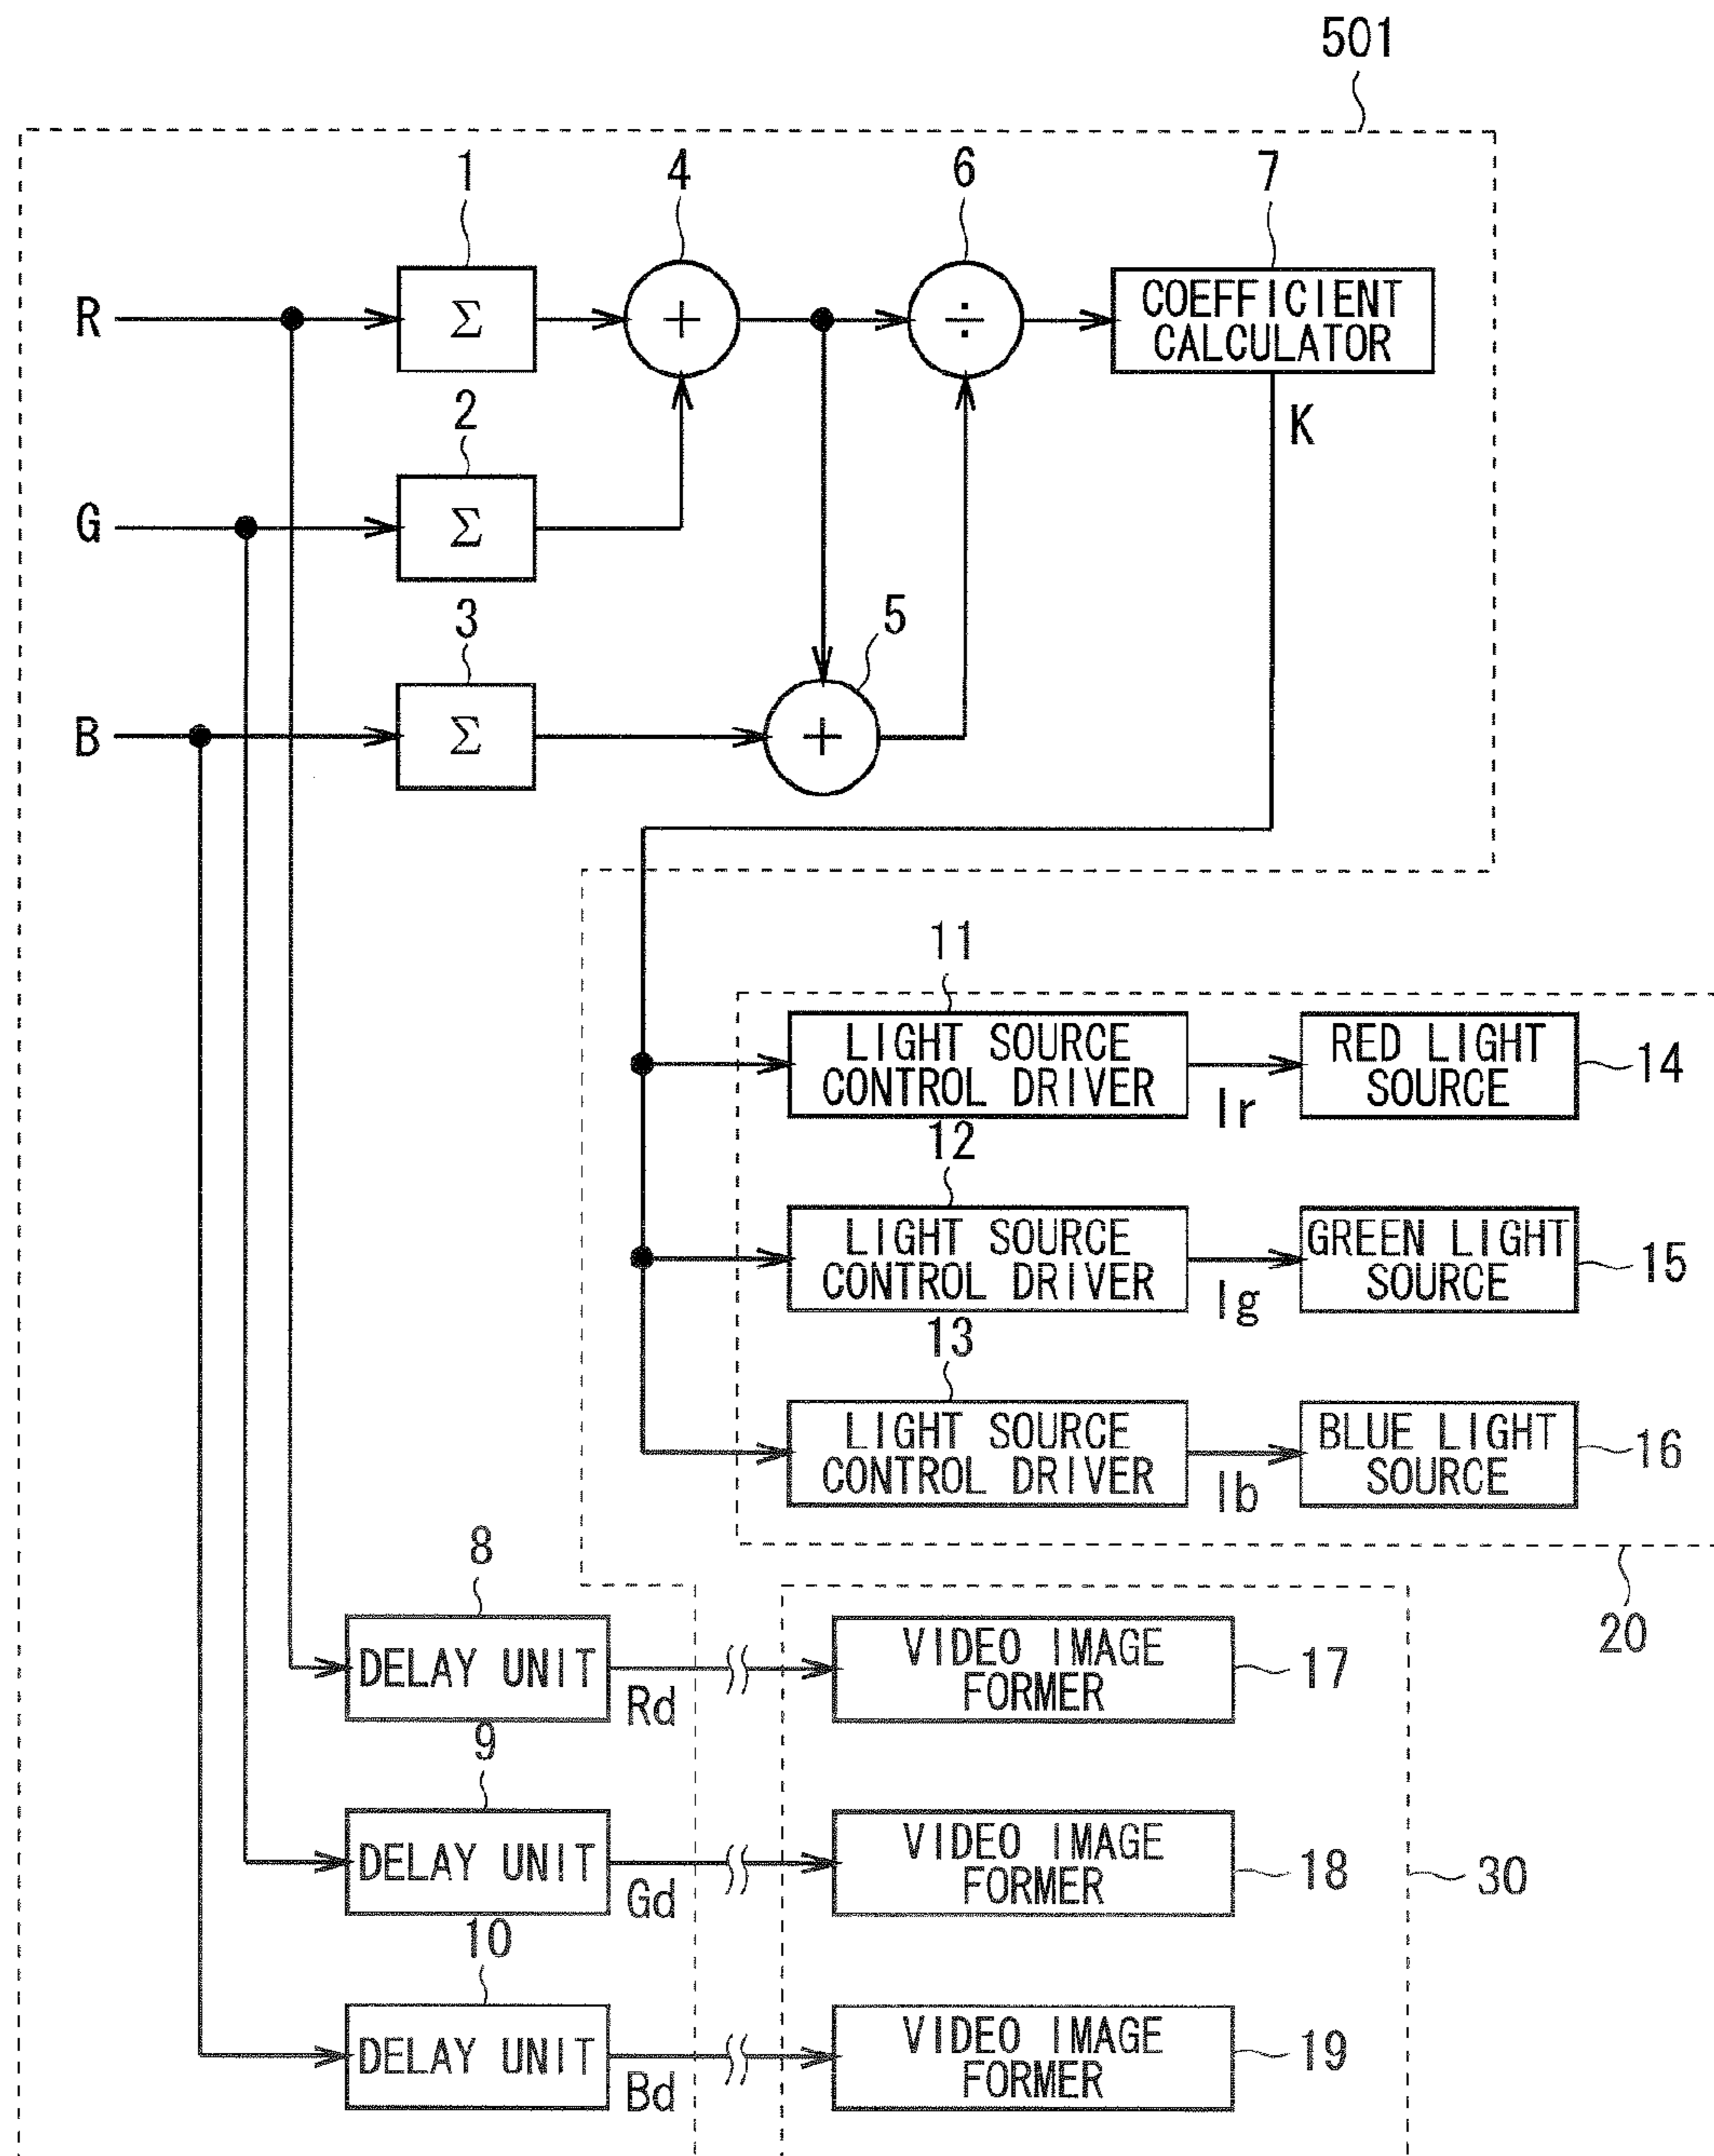 501
1
4
6
7
R
Σ
+
÷
COEFFICIENT
CALCULATOR
K
2
G
Σ
3
5
B
Σ
+
11
LIGHT SOURCE
CONTROL DRIVER
Ir
RED LIGHT
SOURCE
14
12
LIGHT SOURCE
CONTROL DRIVER
Ig
GREEN LIGHT
SOURCE
15
13
LIGHT SOURCE
CONTROL DRIVER
Ib
BLUE LIGHT
SOURCE
16
20
8
DELAY UNIT
Rd
VIDEO IMAGE
FORMER
17
9
DELAY UNIT
Gd
VIDEO IMAGE
FORMER
18
30
10
DELAY UNIT
Bd
VIDEO IMAGE
FORMER
19